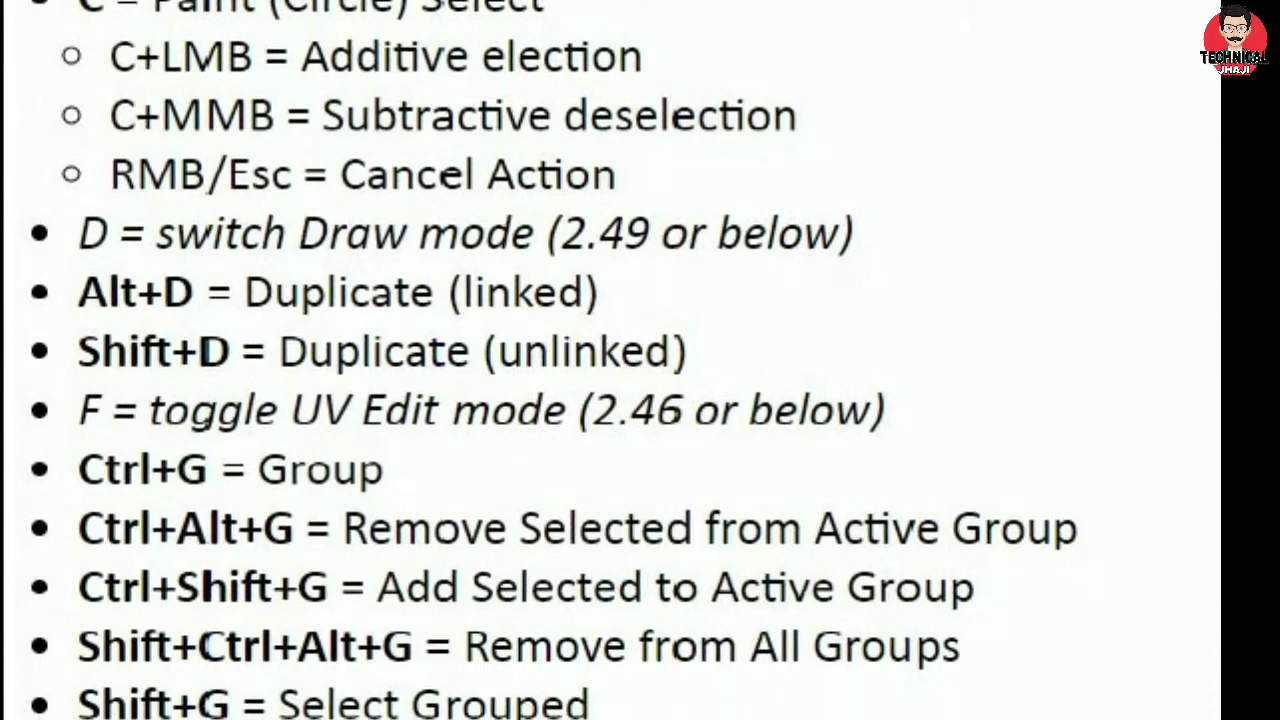 • C = Paint (Circle) Select
○ C+LMB = Additive election
○ C+MMB = Subtractive deselection
○ RMB/Esc = Cancel Action
• D = switch Draw mode (2.49 or below)
• Alt+D = Duplicate (linked)
• Shift+D = Duplicate (unlinked)
• F = toggle UV Edit mode (2.46 or below)
• Ctrl+G = Group
• Ctrl+Alt+G = Remove Selected from Active Group
• Ctrl+Shift+G = Add Selected to Active Group
• Shift+Ctrl+Alt+G = Remove from All Groups
• Shift+G = Select Grouped
TECHNICAL
JHAJI